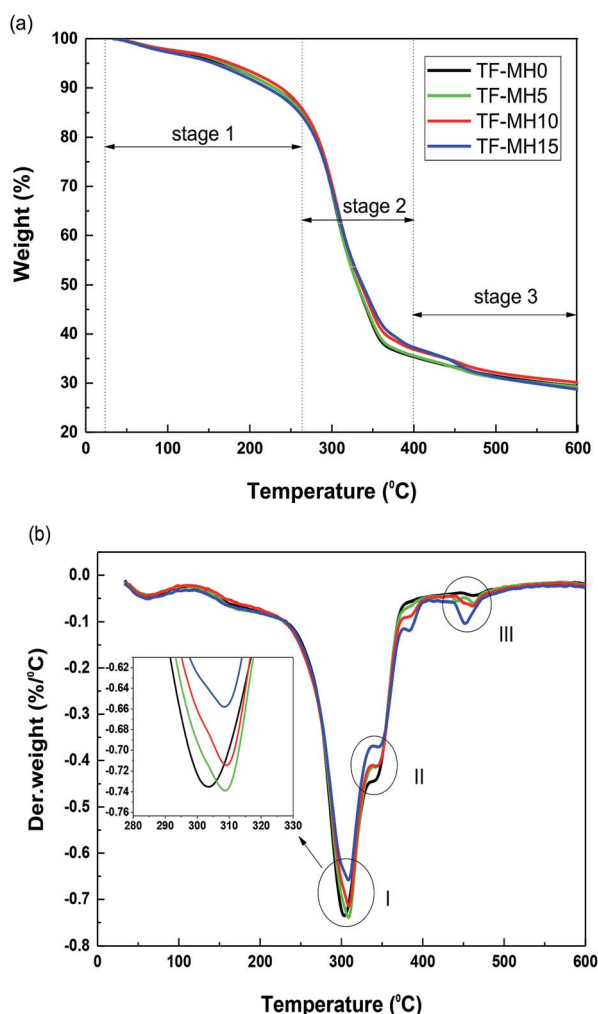 (a)
100
90
80
70
60
50
40
30
20
Weight (%)
TF-MH0
TF-MH5
TF-MH10
TF-MH15
stage 1
stage 2
stage 3
0 100 200 300 400 500 600
Temperature (⁰C)
(b)
0.0
-0.1
-0.2
-0.3
-0.4
-0.5
-0.6
-0.7
-0.8
Der.weight (%/⁰C)
-0.62
-0.64
-0.66
-0.68
-0.70
-0.72
-0.74
-0.76
280 290 300 310 320 330
III
II
I
0 100 200 300 400 500 600
Temperature (⁰C)